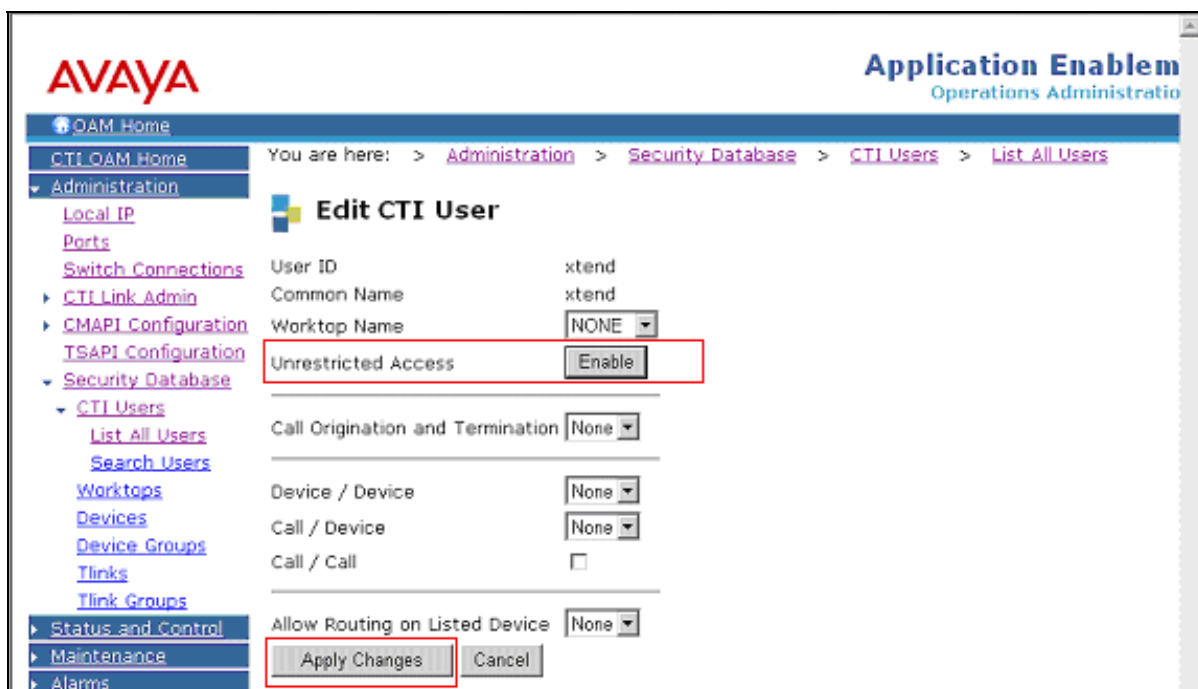 AVAYA
Application Enablem
Operations Administratio
OAM Home
CTI OAM Home
Administration
Local IP
Ports
Switch Connections
CTI Link Admin
CMAPI Configuration
TSAPI Configuration
Security Database
CTI Users
List All Users
Search Users
Worktops
Devices
Device Groups
Tlinks
Tlink Groups
Status and Control
Maintenance
Alarms
You are here: > Administration > Security Database > CTI Users > List All Users
Edit CTI User
User ID xtend
Common Name xtend
Worktop Name NONE
Unrestricted Access Enable
Call Origination and Termination None
Device / Device None
Call / Device None
Call / Call
Allow Routing on Listed Device None
Apply Changes Cancel